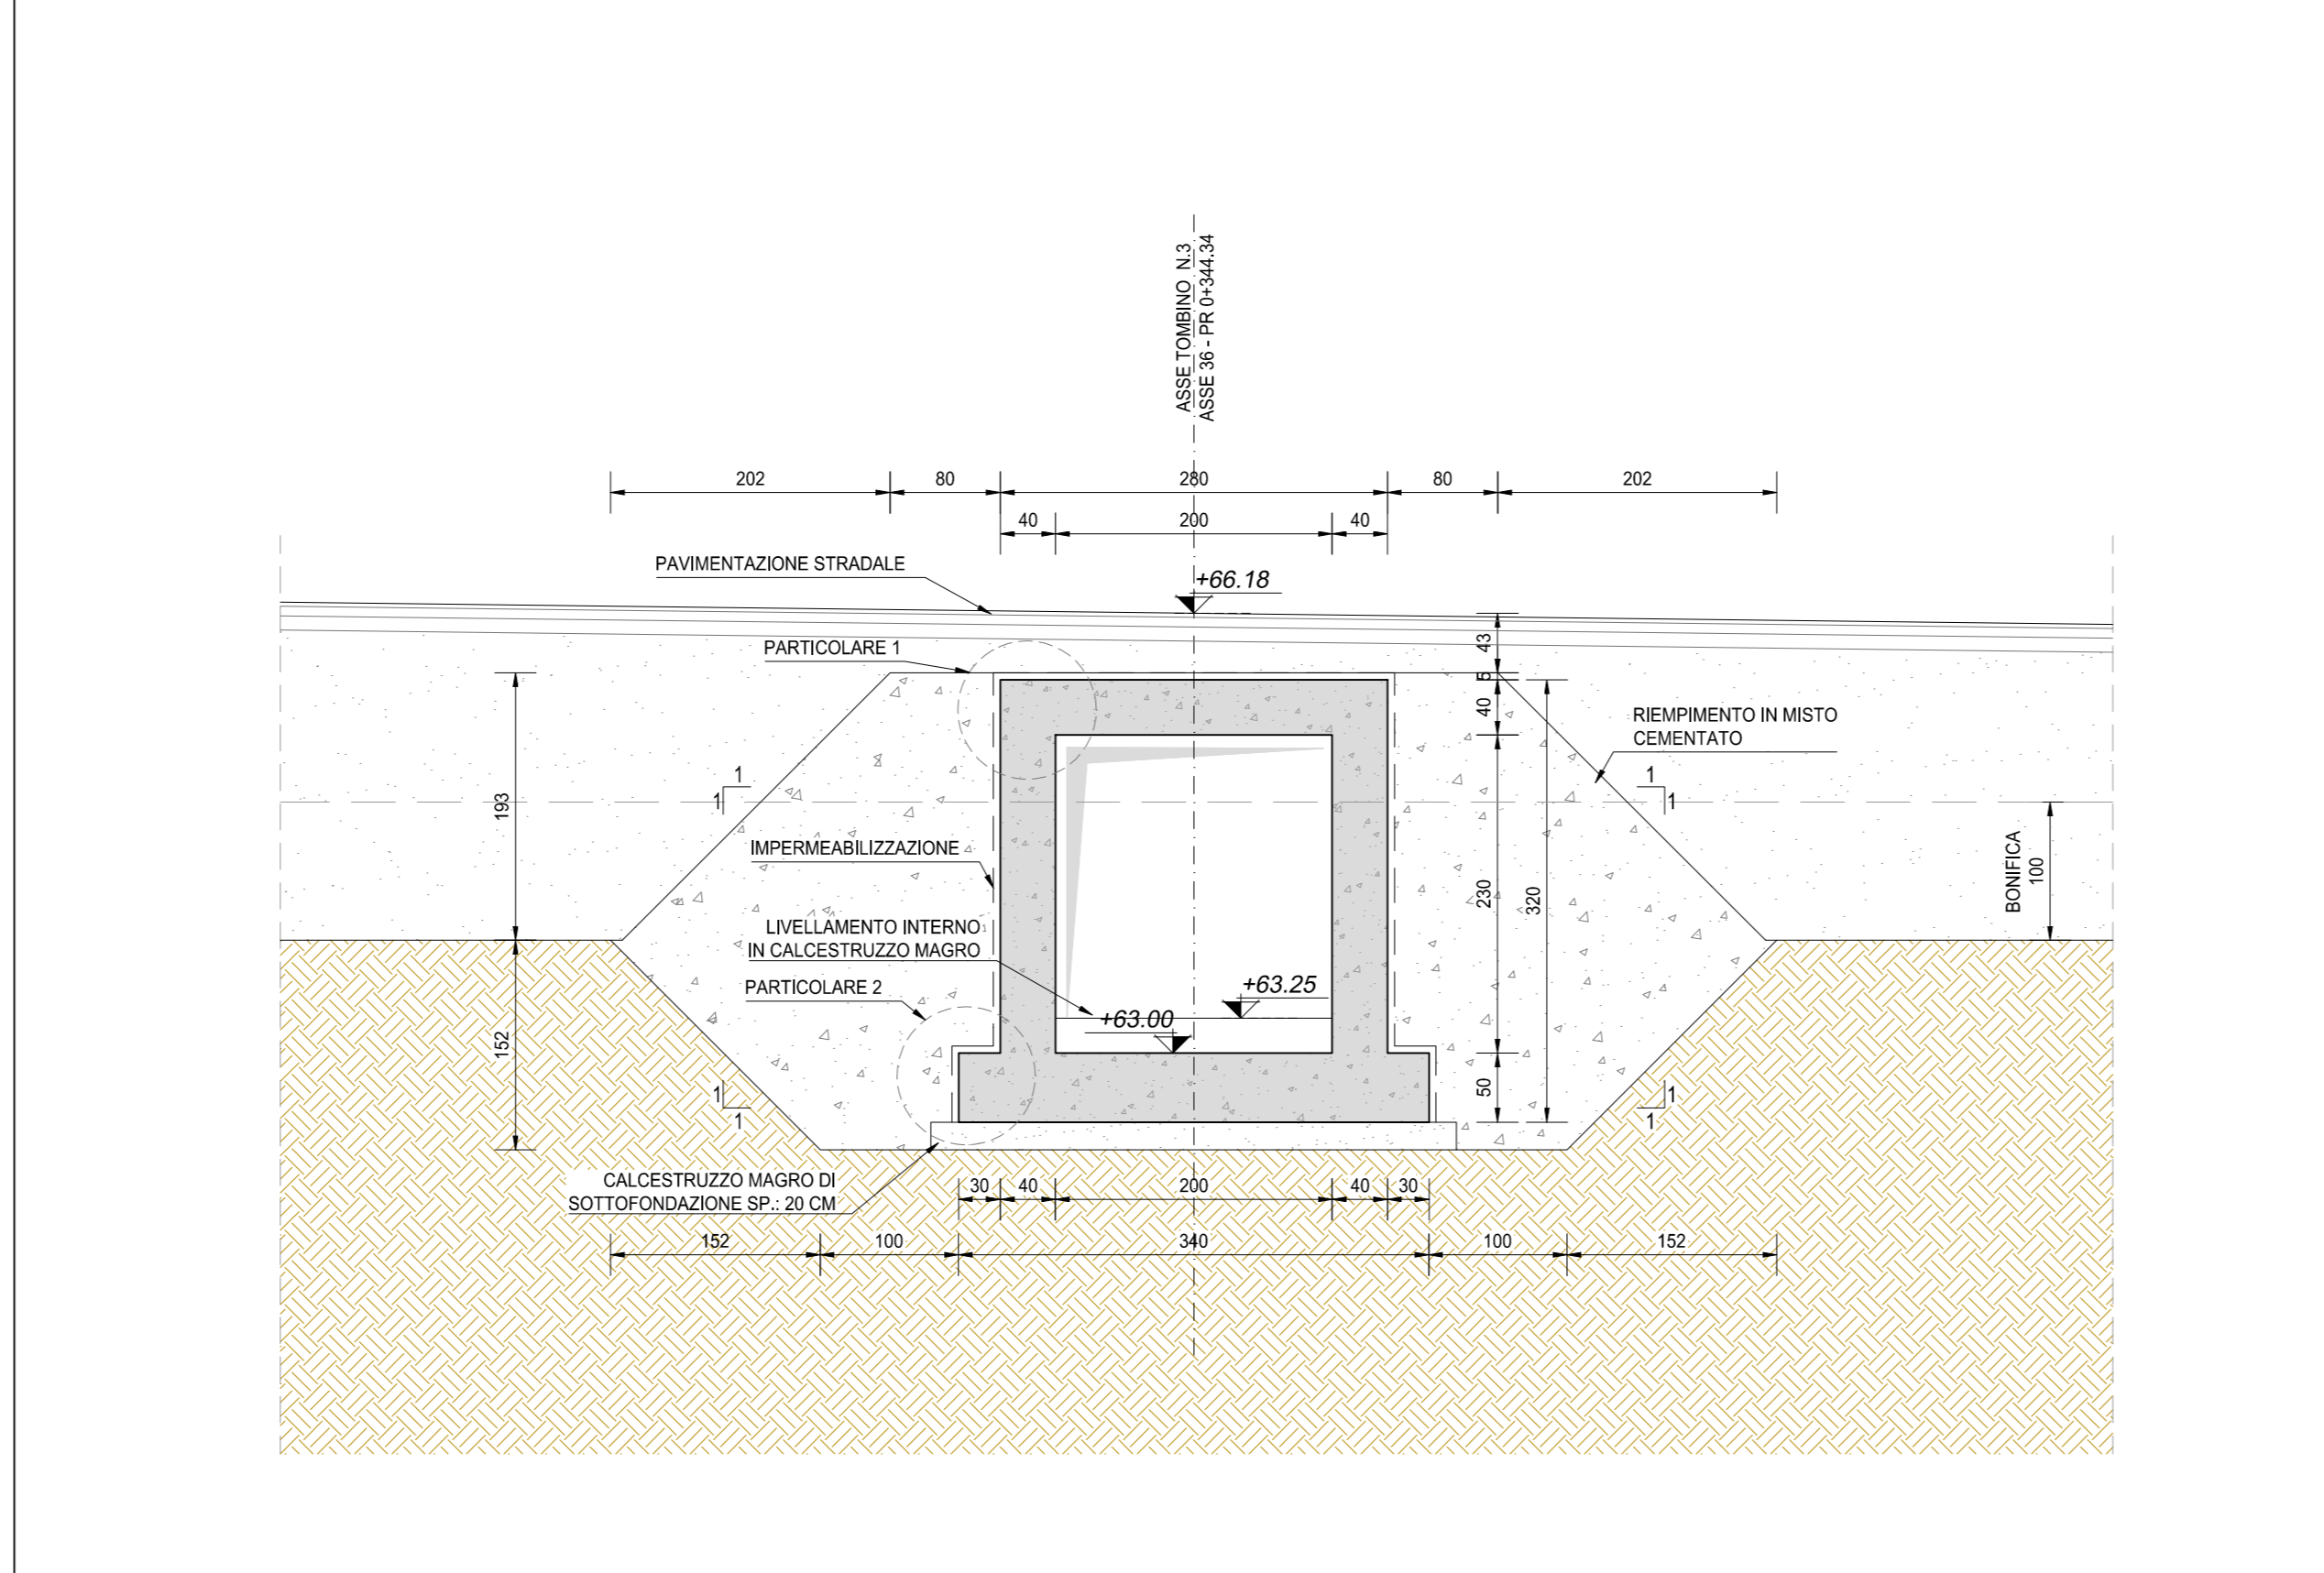 ASSE TOMBINO N.3
ASSE 36 - PR 0+344.34
202
80
280
80
202
40
200
40
PAVIMENTAZIONE STRADALE
+66.18
43
PARTICOLARE 1
5
40
RIEMPIMENTO IN MISTO
CEMENTATO
1
1
1
1
193
IMPERMEABILIZZAZIONE
BONIFICA
100
230
320
LIVELLAMENTO INTERNO
IN CALCESTRUZZO MAGRO
PARTICOLARE 2
+63.25
+63.00
152
50
1
1
1
1
CALCESTRUZZO MAGRO DI
SOTTOFONDAZIONE SP.: 20 CM
30
40
200
40
30
152
100
340
100
152